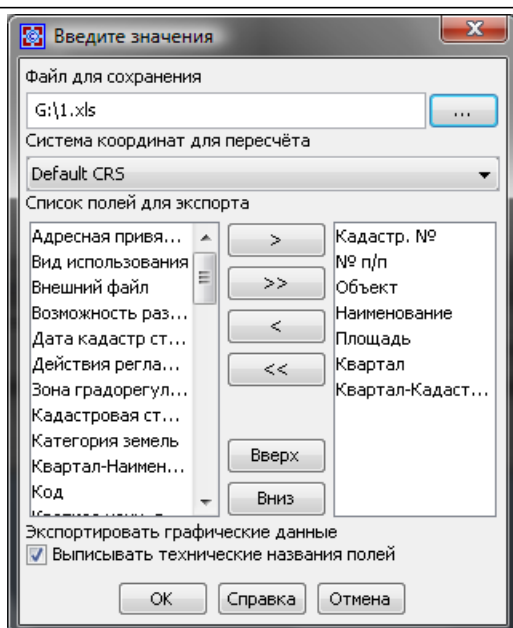 Введите значения
Файл для сохранения
G:\1.xls
...
Система координат для пересчёта
Default CRS
Список полей для экспорта
Адресная привя...
Вид использования
Внешний файл
Возможность раз...
Дата кадастр ст...
Действия регла...
Зона градорегул...
Кадастровая ст...
Категория земель
Квартал-Наимен...
Код
>
>>
<
<<
Вверх
Вниз
Кадастр. №
№ п/п
Объект
Наименование
Площадь
Квартал
Квартал-Кадаст...
Экспортировать графические данные
Выписывать технические названия полей
OK
Справка
Отмена